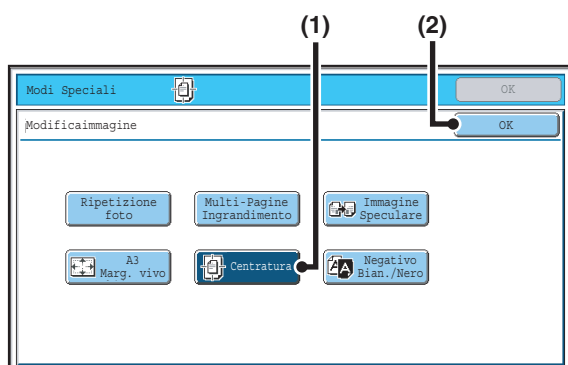 (1) (2)
Modi Speciali OK
Modificaimmagine OK
Ripetizione
foto
Multi-Pagine
Ingrandimento
Immagine
Speculare
A3
Marg. vivo
Centratura
Negativo
Bian./Nero